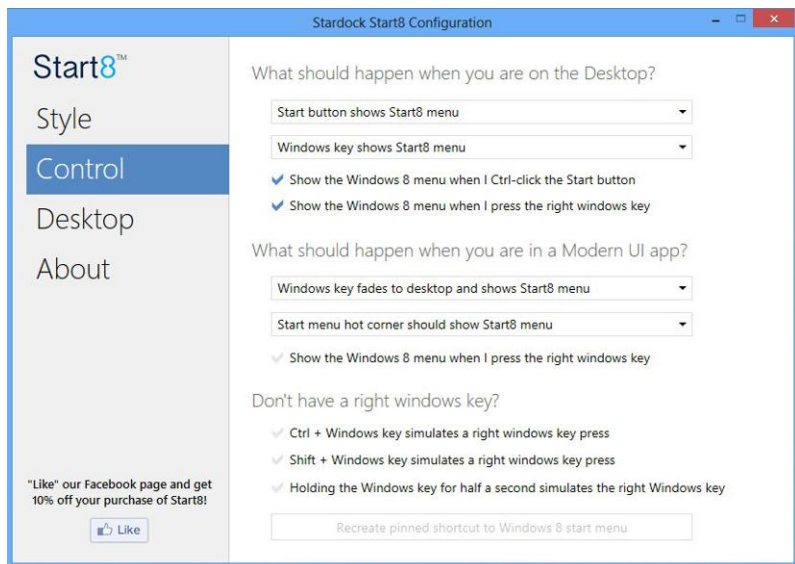 Stardock Start8 Configuration
Start8™
Style
Control
Desktop
About
"Like" our Facebook page and get
10% off your purchase of Start8!
Like
What should happen when you are on the Desktop?
Start button shows Start8 menu
Windows key shows Start8 menu
Show the Windows 8 menu when I Ctrl-click the Start button
Show the Windows 8 menu when I press the right windows key
What should happen when you are in a Modern UI app?
Windows key fades to desktop and shows Start8 menu
Start menu hot corner should show Start8 menu
Show the Windows 8 menu when I press the right windows key
Don't have a right windows key?
Ctrl + Windows key simulates a right windows key press
Shift + Windows key simulates a right windows key press
Holding the Windows key for half a second simulates the right Windows key
Recreate pinned shortcut to Windows 8 start menu